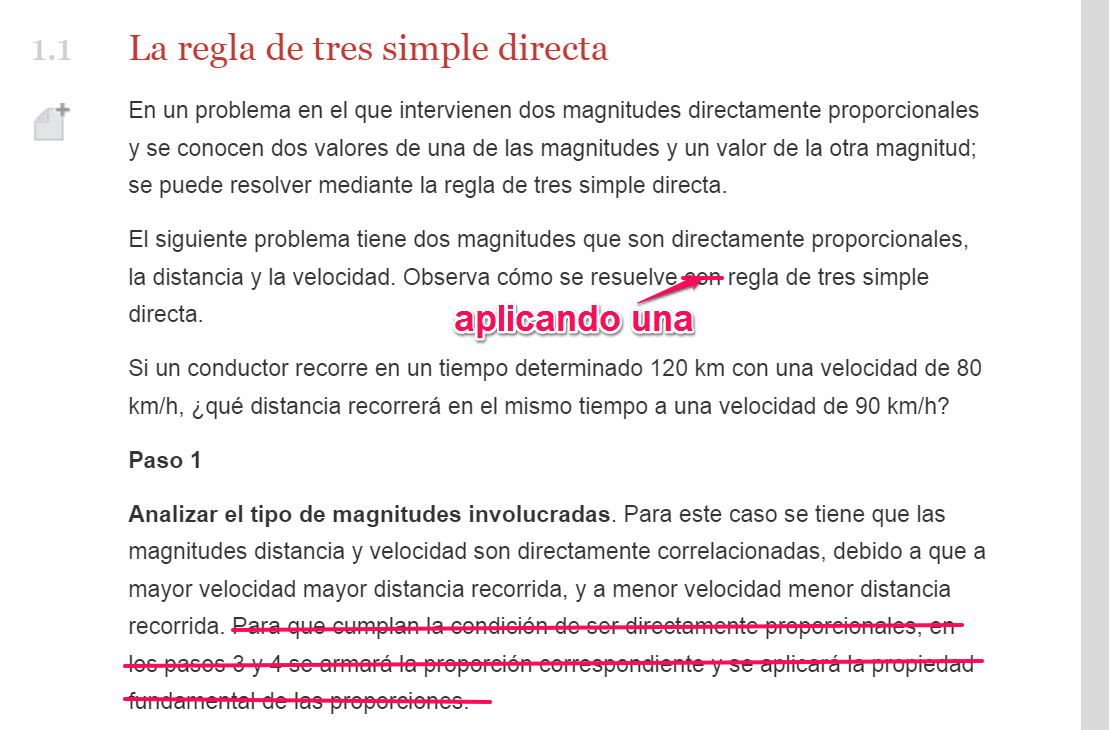 1.1 La regla de tres simple directa
En un problema en el que intervienen dos magnitudes directamente proporcionales
y se conocen dos valores de una de las magnitudes y un valor de la otra magnitud;
se puede resolver mediante la regla de tres simple directa.
El siguiente problema tiene dos magnitudes que son directamente proporcionales,
la distancia y la velocidad. Observa cómo se resuelve con regla de tres simple
directa.
aplicando una
Si un conductor recorre en un tiempo determinado 120 km con una velocidad de 80
km/h, ¿qué distancia recorrerá en el mismo tiempo a una velocidad de 90 km/h?
Paso 1
Analizar el tipo de magnitudes involucradas. Para este caso se tiene que las
magnitudes distancia y velocidad son directamente correlacionadas, debido a que a
mayor velocidad mayor distancia recorrida, y a menor velocidad menor distancia
recorrida. Para que cumplan la condición de ser directamente proporcionales, en
los pasos 3 y 4 se armará la proporción correspondiente y se aplicará la propiedad
fundamental de las proporciones.